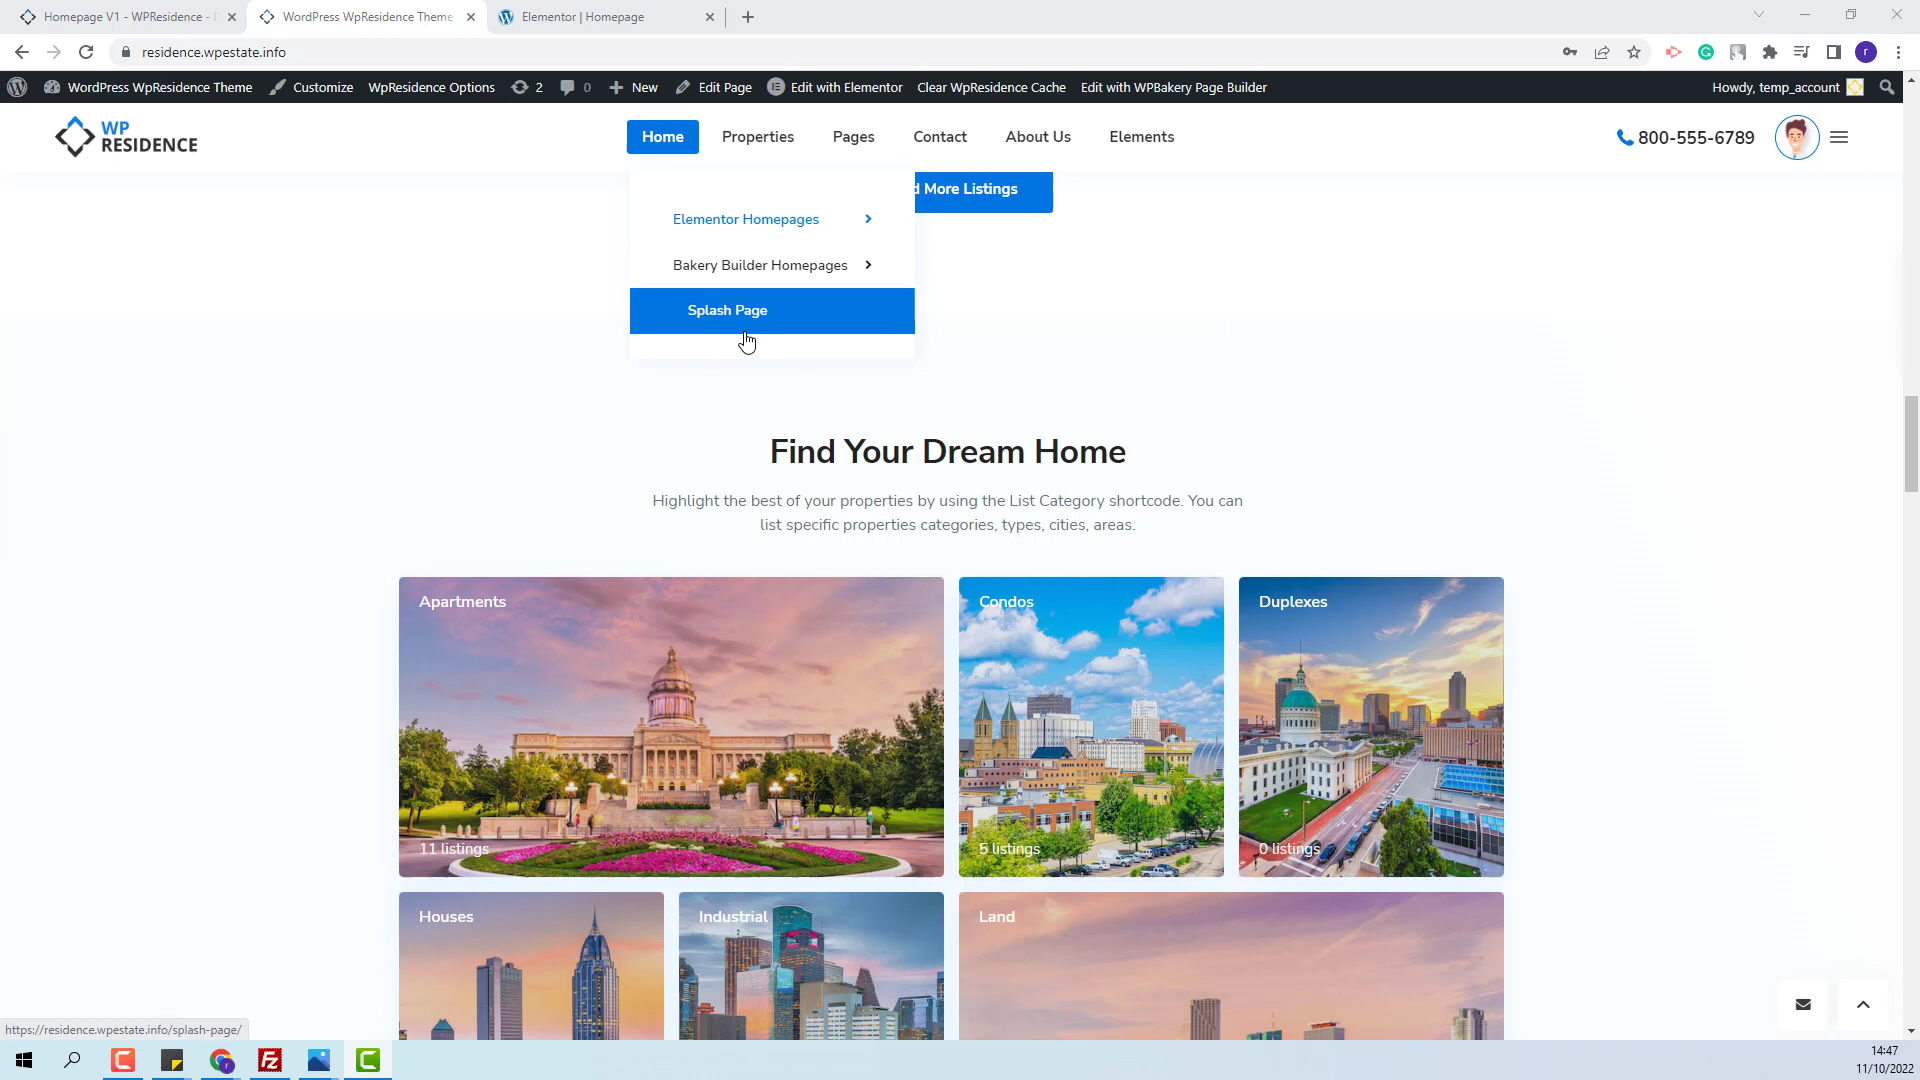 Homepage V1 - WPResidence -
WordPress WpResidence Theme
Elementor | Homepage
residence.wpestate.info
WordPress WpResidence Theme
Customize
WpResidence Options
2
0
New
Edit Page
Edit with Elementor
Clear WpResidence Cache
Edit with WPBakery Page Builder
Howdy, temp_account
WP
RESIDENCE
Home
Properties
Pages
Contact
About Us
Elements
800-555-6789
d More Listings
Elementor Homepages
Bakery Builder Homepages
Splash Page
Find Your Dream Home
Highlight the best of your properties by using the List Category shortcode. You can
list specific properties categories, types, cities, areas.
Apartments
11 listings
Condos
5 listings
Duplexes
0 listings
Houses
Industrial
Land
https://residence.wpestate.info/splash-page/
14:47
11/10/2022